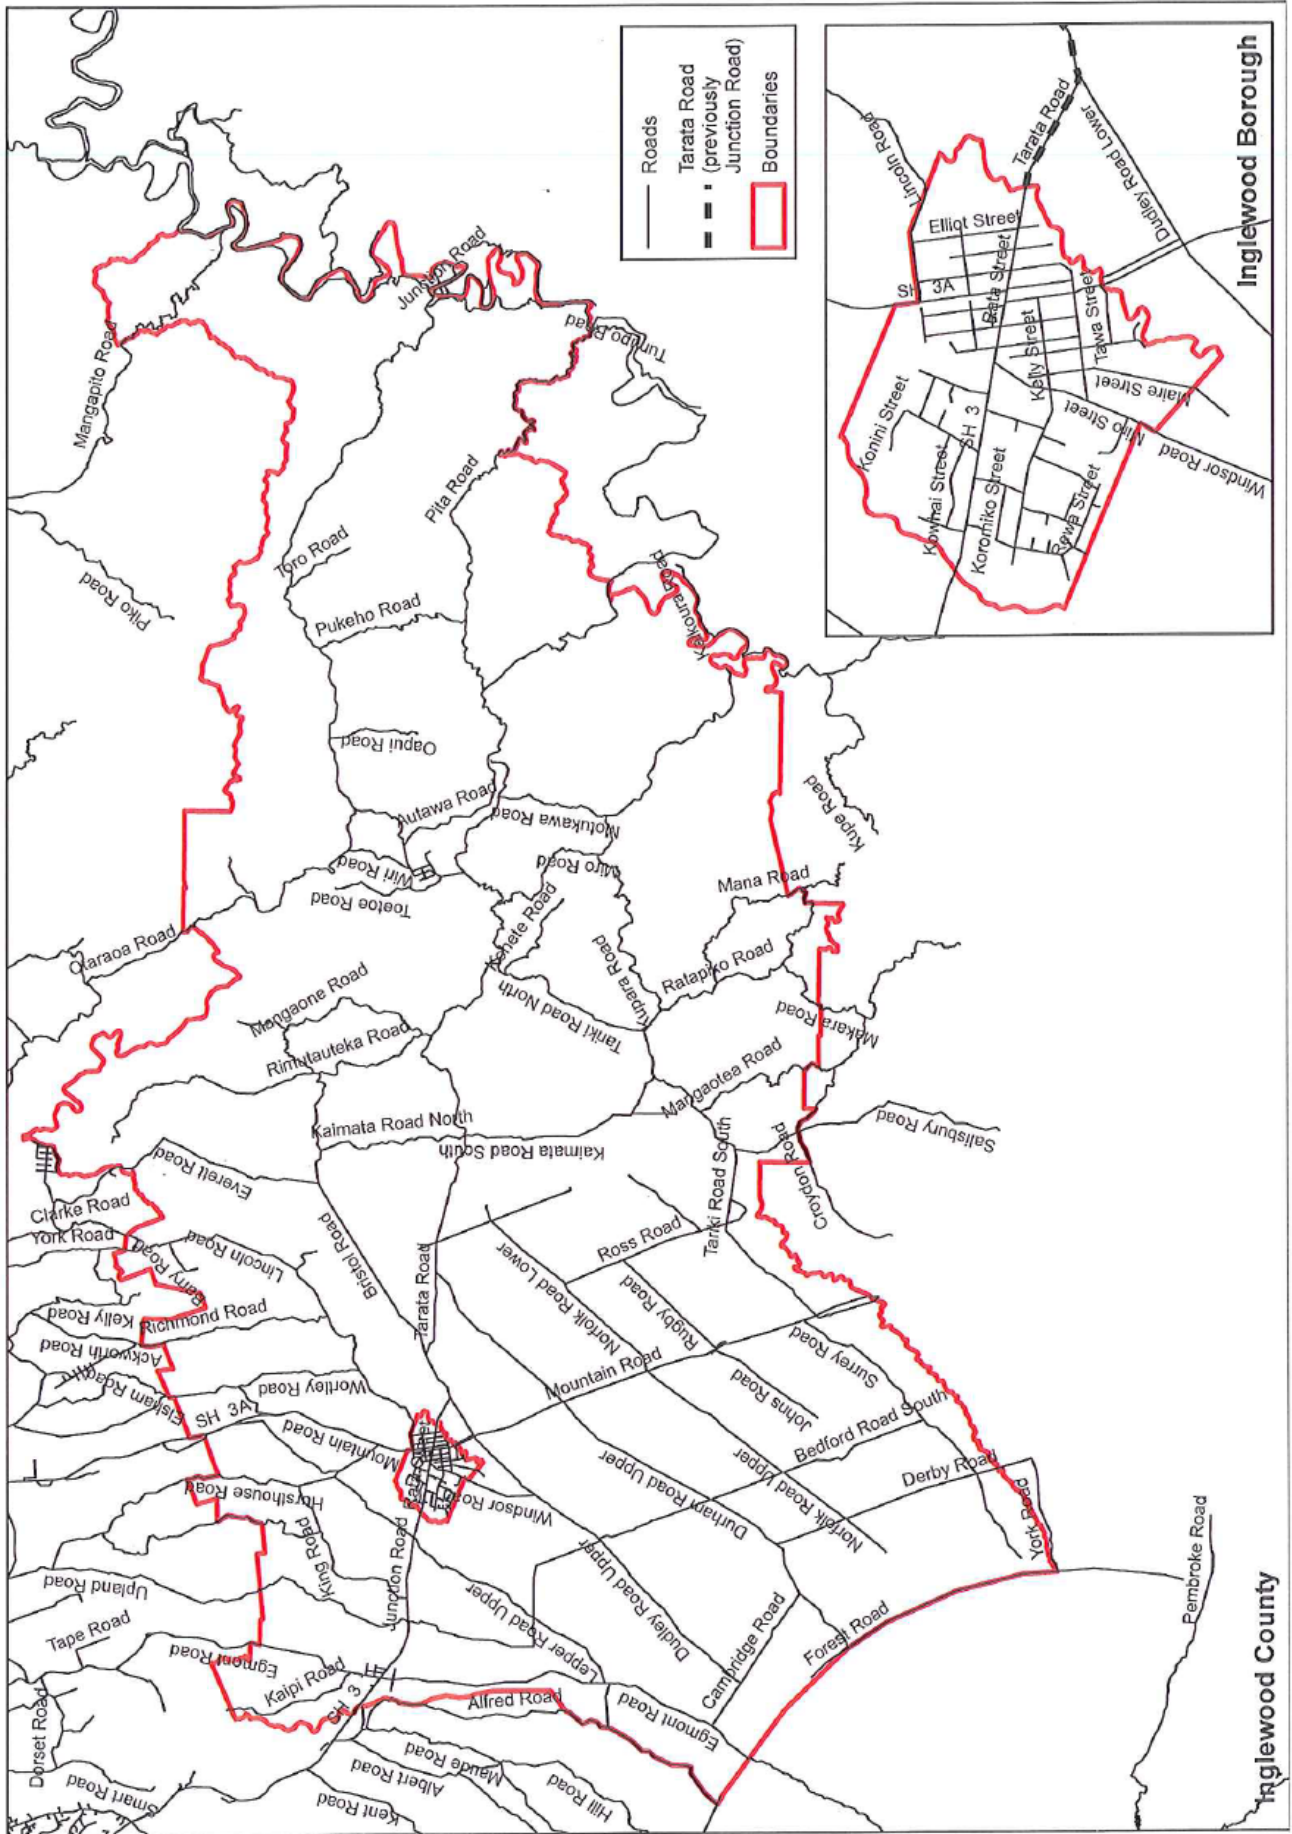 Roads
Tarata Road
(previously
Junction Road)
Boundaries
Inglewood Borough
Lincoln Road
Tarata Road
Dudley Road Lower
Elliot Street
SH 3A
Rata Street
Kelly Street
Tawa Street
Maire Street
Miro Street
Windsor Road
Konini Street
SH 3
Kowhai Street
Koromiko Street
Rewa Street
Inglewood County
Mangapito Road
Junction Road
Tunupo Road
Piko Road
Toro Road
Pukeho Road
Pita Road
Kaikoura Road
Oapui Road
Autawa Road
Motukawa Road
Kupe Road
Wiri Road
Toetoe Road
Miro Road
Mana Road
Otaraoa Road
Mangaone Road
Kenete Road
Kupara Road
Ratapiko Road
Rimutauteka Road
Tariki Road North
Makara Road
Mangaotea Road
Kaimata Road North
Kaimata Road South
Tariki Road South
Croydon Road
Salisbury Road
Everett Road
Clarke Road
York Road
Barry Road
Lincoln Road
Bristol Road
Tarata Road
Norfolk Road Lower
Ross Road
Rugby Road
Kelly Road
Richmond Road
Ackworth Road
Elsham Road
SH 3A
Wortley Road
Mountain Road
Mountain Road
Johns Road
Surrey Road
Bedford Road South
Derby Road
York Road
Hursthouse Road
King Road
Junction Road
Windsor Road
Durham Road Upper
Norfolk Road Upper
Dudley Road Upper
Lepper Road Upper
Upland Road
Tape Road
Egmont Road
Kaipi Road
SH 3
Alfred Road
Egmont Road
Cambridge Road
Forest Road
Pembroke Road
Dorset Road
Smart Road
Kent Road
Albert Road
Maude Road
Hill Road